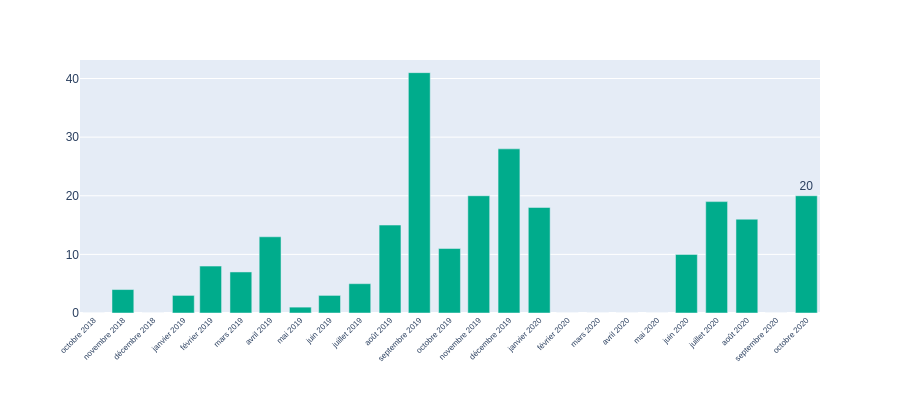 40
30
20
10
0
20
octobre 2018
novembre 2018
décembre 2018
janvier 2019
février 2019
mars 2019
avril 2019
mai 2019
juin 2019
juillet 2019
août 2019
septembre 2019
octobre 2019
novembre 2019
décembre 2019
janvier 2020
février 2020
mars 2020
avril 2020
mai 2020
juin 2020
juillet 2020
août 2020
septembre 2020
octobre 2020